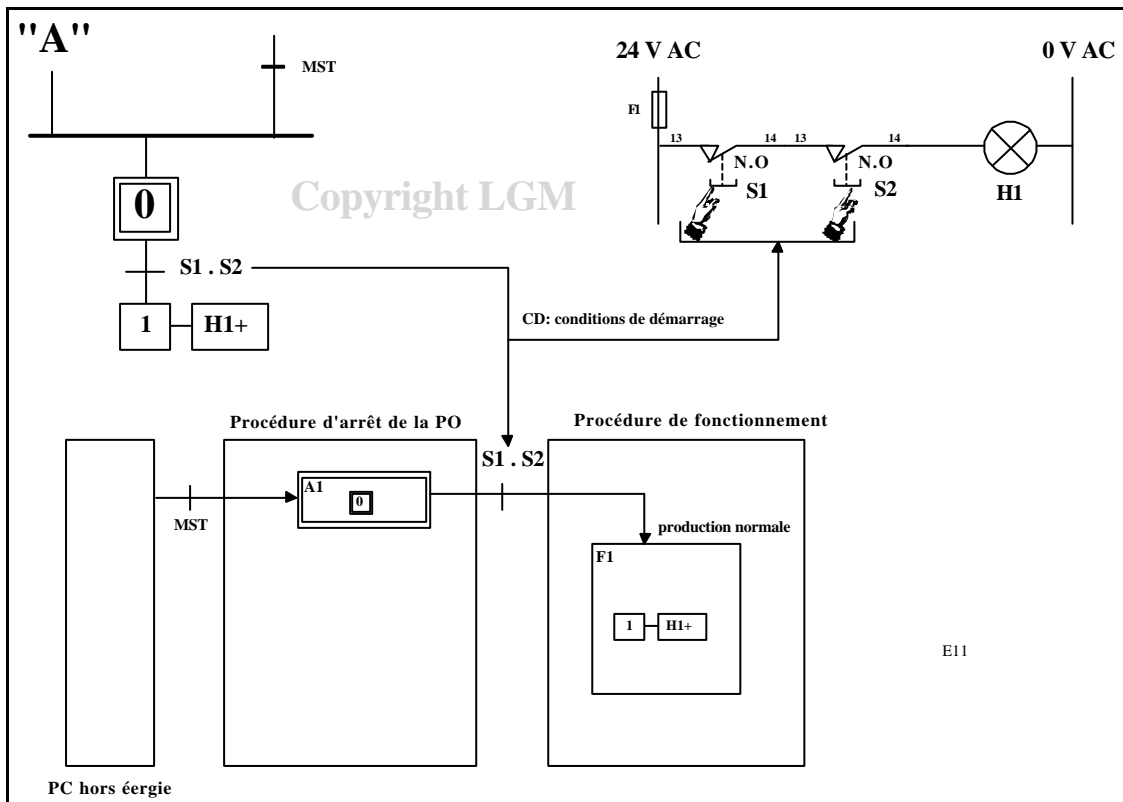 "A"
MST
24 V AC
0 V AC
F1
13
14
13
14
N.O
N.O
S1
S2
H1
Copyright LGM
0
S1 . S2
1
H1+
CD: conditions de démarrage
Procédure d'arrêt de la PO
Procédure de fonctionnement
S1 . S2
A1
0
MST
production normale
F1
1
H1+
E11
PC hors éergie